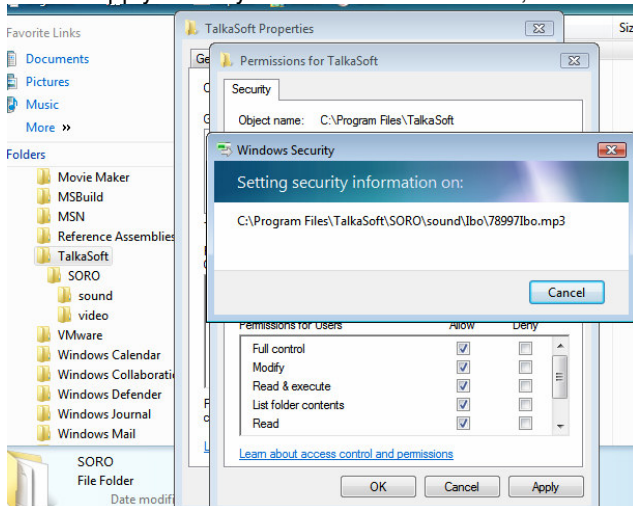 Favorite Links
Documents
Pictures
Music
More »
Folders
Movie Maker
MSBuild
MSN
Reference Assemblies
TalkaSoft
SORO
sound
video
VMware
Windows Calendar
Windows Collaborati
Windows Defender
Windows Journal
Windows Mail
SORO
File Folder
Date modifi
TalkaSoft Properties
Siz
Ge
Permissions for TalkaSoft
Security
Object name: C:\Program Files\TalkaSoft
Windows Security
Setting security information on:
C:\Program Files\TalkaSoft\SORO\sound\Ibo\78997Ibo.mp3
Cancel
Permissions for Users Allow Deny
Full control
Modify
Read & execute
List folder contents
Read
Learn about access control and permissions
OK Cancel Apply